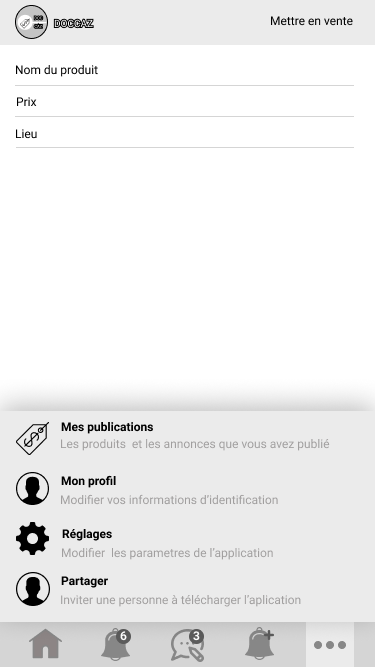 DOCCAZ
Mettre en vente
Nom du produit
Prix
Lieu
Mes publications
Les produits et les annonces que vous avez publié
Mon profil
Modifier vos informations d'identification
Réglages
Modifier les parametres de l'application
Partager
Inviter une personne à télécharger l'aplication
6
3